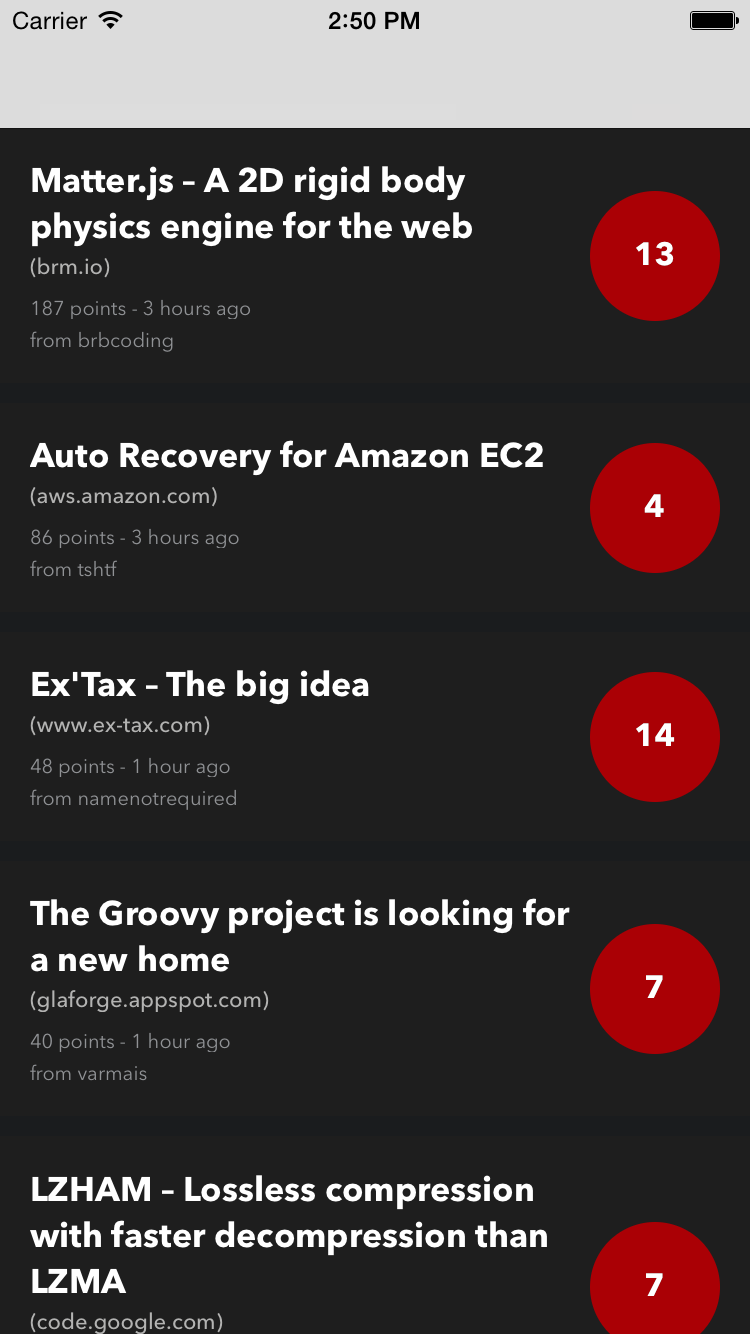 Carrier 2:50 PM
Matter.js – A 2D rigid body
physics engine for the web
(brm.io)
187 points - 3 hours ago
from brbcoding
13
Auto Recovery for Amazon EC2
(aws.amazon.com)
86 points - 3 hours ago
from tshtf
4
Ex'Tax – The big idea
(www.ex-tax.com)
48 points - 1 hour ago
from namenotrequired
14
The Groovy project is looking for
a new home
(glaforge.appspot.com)
40 points - 1 hour ago
from varmais
7
LZHAM – Lossless compression
with faster decompression than
LZMA
(code.google.com)
7